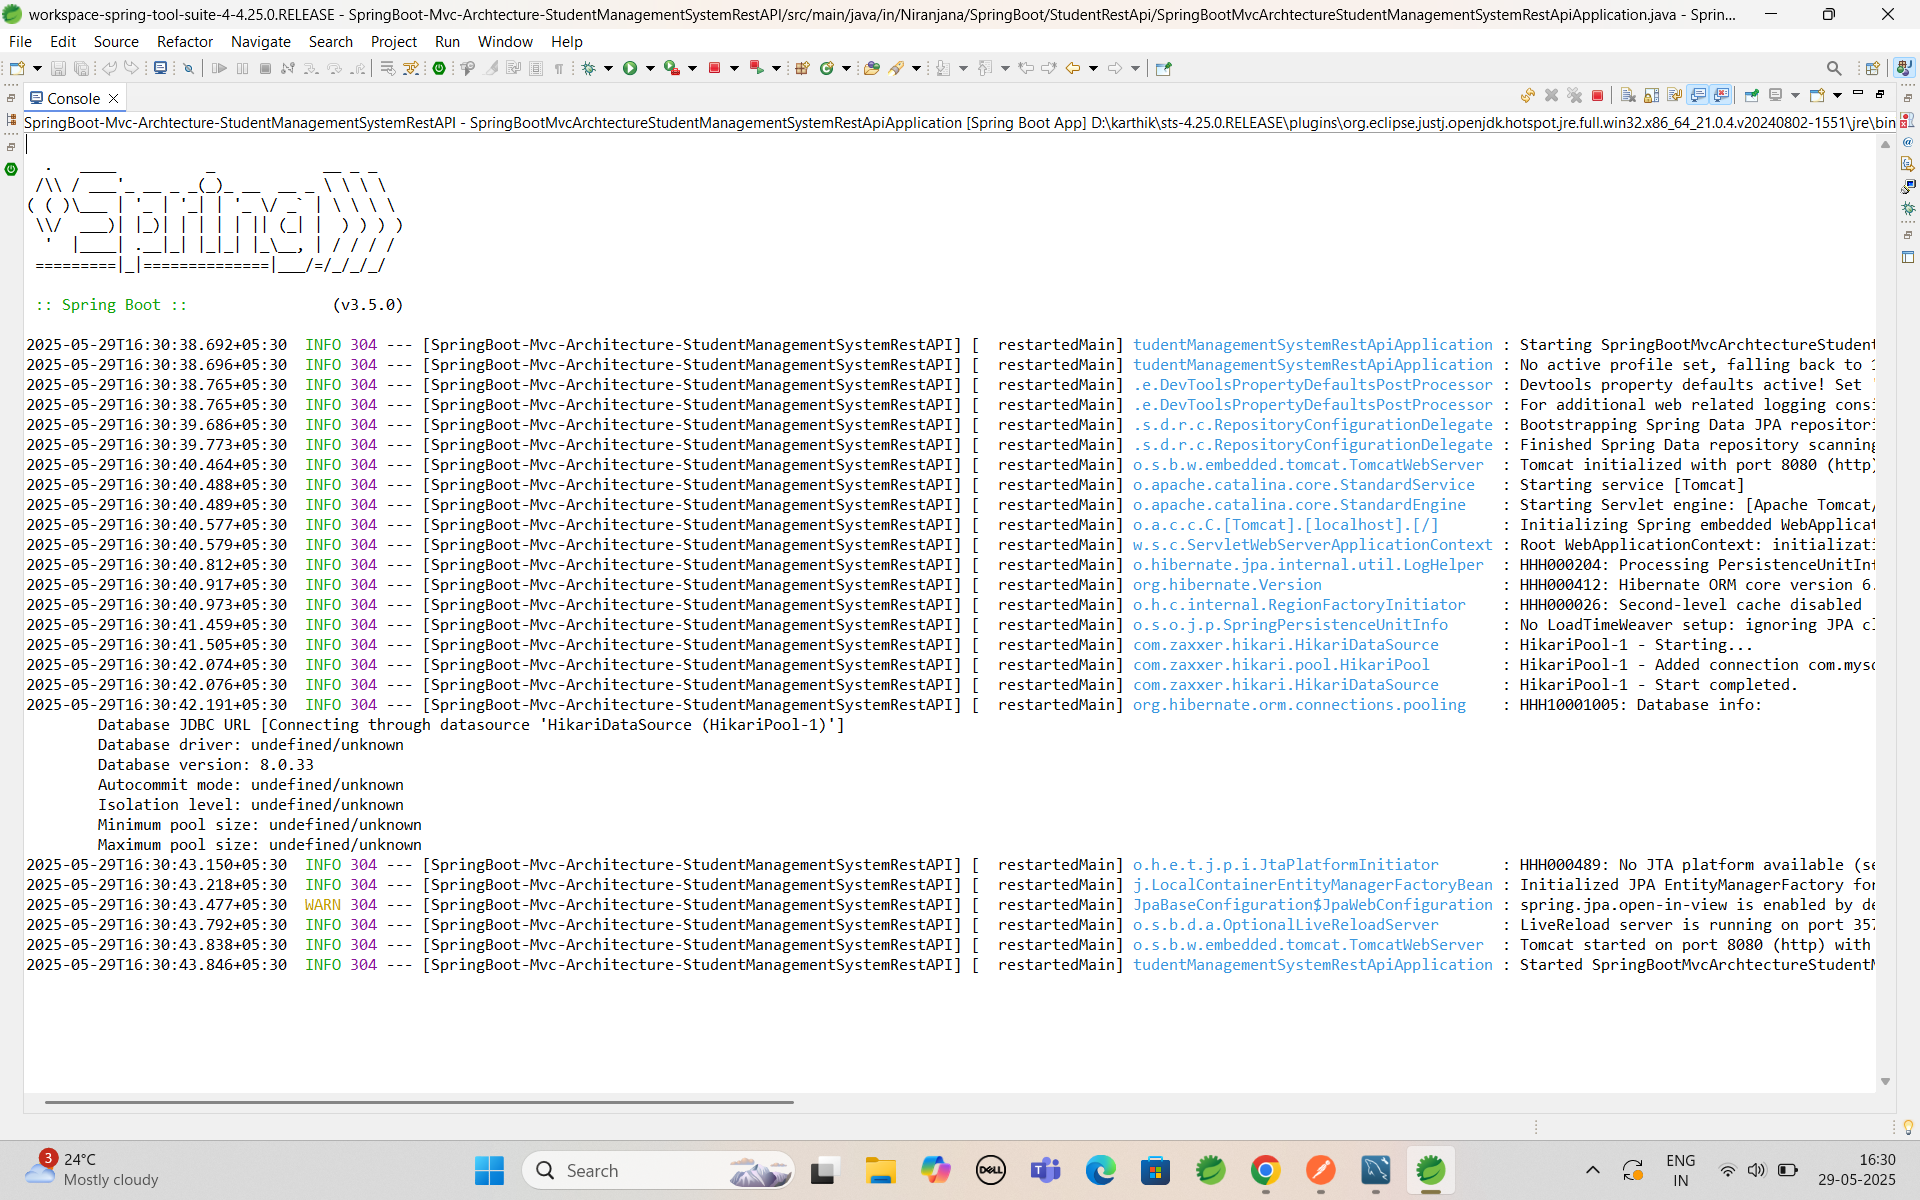 workspace-spring-tool-suite-4-4.25.0.RELEASE - SpringBoot-Mvc-Archtecture-StudentManagementSystemRestAPI/src/main/java/in/Niranjana/SpringBoot/StudentRestApi/SpringBootMvcArchtectureStudentManagementSystemRestApiApplication.java - Sprin...
File Edit Source Refactor Navigate Search Project Run Window Help
Console
SpringBoot-Mvc-Archtecture-StudentManagementSystemRestAPI - SpringBootMvcArchtectureStudentManagementSystemRestApiApplication [Spring Boot App] D:\karthik\sts-4.25.0.RELEASE\plugins\org.eclipse.justj.openjdk.hotspot.jre.full.win32.x86_64_21.0.4.v20240802-1551\jre\bin
  .   ____          _            __ _ _
 /\\ / ___'_ __ _ _(_)_ __  __ _ \ \ \ \
( ( )\___ | '_ | '_| | '_ \/ _` | \ \ \ \
 \\/  ___)| |_)| | | | | || (_| |  ) ) ) )
  '  |____| .__|_| |_|_| |_\__, | / / / /
 =========|_|==============|___/=/_/_/_/
:: Spring Boot :: (v3.5.0)
2025-05-29T16:30:38.692+05:30 INFO 304 --- [SpringBoot-Mvc-Architecture-StudentManagementSystemRestAPI] [ restartedMain] tudentManagementSystemRestApiApplication : Starting SpringBootMvcArchtectureStudent
2025-05-29T16:30:38.696+05:30 INFO 304 --- [SpringBoot-Mvc-Architecture-StudentManagementSystemRestAPI] [ restartedMain] tudentManagementSystemRestApiApplication : No active profile set, falling back to 1
2025-05-29T16:30:38.765+05:30 INFO 304 --- [SpringBoot-Mvc-Architecture-StudentManagementSystemRestAPI] [ restartedMain] .e.DevToolsPropertyDefaultsPostProcessor : Devtools property defaults active! Set '
2025-05-29T16:30:38.765+05:30 INFO 304 --- [SpringBoot-Mvc-Architecture-StudentManagementSystemRestAPI] [ restartedMain] .e.DevToolsPropertyDefaultsPostProcessor : For additional web related logging consi
2025-05-29T16:30:39.686+05:30 INFO 304 --- [SpringBoot-Mvc-Architecture-StudentManagementSystemRestAPI] [ restartedMain] .s.d.r.c.RepositoryConfigurationDelegate : Bootstrapping Spring Data JPA repositori
2025-05-29T16:30:39.773+05:30 INFO 304 --- [SpringBoot-Mvc-Architecture-StudentManagementSystemRestAPI] [ restartedMain] .s.d.r.c.RepositoryConfigurationDelegate : Finished Spring Data repository scanning
2025-05-29T16:30:40.464+05:30 INFO 304 --- [SpringBoot-Mvc-Architecture-StudentManagementSystemRestAPI] [ restartedMain] o.s.b.w.embedded.tomcat.TomcatWebServer : Tomcat initialized with port 8080 (http)
2025-05-29T16:30:40.488+05:30 INFO 304 --- [SpringBoot-Mvc-Architecture-StudentManagementSystemRestAPI] [ restartedMain] o.apache.catalina.core.StandardService : Starting service [Tomcat]
2025-05-29T16:30:40.489+05:30 INFO 304 --- [SpringBoot-Mvc-Architecture-StudentManagementSystemRestAPI] [ restartedMain] o.apache.catalina.core.StandardEngine : Starting Servlet engine: [Apache Tomcat/
2025-05-29T16:30:40.577+05:30 INFO 304 --- [SpringBoot-Mvc-Architecture-StudentManagementSystemRestAPI] [ restartedMain] o.a.c.c.C.[Tomcat].[localhost].[/] : Initializing Spring embedded WebApplicat
2025-05-29T16:30:40.579+05:30 INFO 304 --- [SpringBoot-Mvc-Architecture-StudentManagementSystemRestAPI] [ restartedMain] w.s.c.ServletWebServerApplicationContext : Root WebApplicationContext: initializati
2025-05-29T16:30:40.812+05:30 INFO 304 --- [SpringBoot-Mvc-Architecture-StudentManagementSystemRestAPI] [ restartedMain] o.hibernate.jpa.internal.util.LogHelper : HHH000204: Processing PersistenceUnitInf
2025-05-29T16:30:40.917+05:30 INFO 304 --- [SpringBoot-Mvc-Architecture-StudentManagementSystemRestAPI] [ restartedMain] org.hibernate.Version : HHH000412: Hibernate ORM core version 6.
2025-05-29T16:30:40.973+05:30 INFO 304 --- [SpringBoot-Mvc-Architecture-StudentManagementSystemRestAPI] [ restartedMain] o.h.c.internal.RegionFactoryInitiator : HHH000026: Second-level cache disabled
2025-05-29T16:30:41.459+05:30 INFO 304 --- [SpringBoot-Mvc-Architecture-StudentManagementSystemRestAPI] [ restartedMain] o.s.o.j.p.SpringPersistenceUnitInfo : No LoadTimeWeaver setup: ignoring JPA cl
2025-05-29T16:30:41.505+05:30 INFO 304 --- [SpringBoot-Mvc-Architecture-StudentManagementSystemRestAPI] [ restartedMain] com.zaxxer.hikari.HikariDataSource : HikariPool-1 - Starting...
2025-05-29T16:30:42.074+05:30 INFO 304 --- [SpringBoot-Mvc-Architecture-StudentManagementSystemRestAPI] [ restartedMain] com.zaxxer.hikari.pool.HikariPool : HikariPool-1 - Added connection com.mysc
2025-05-29T16:30:42.076+05:30 INFO 304 --- [SpringBoot-Mvc-Architecture-StudentManagementSystemRestAPI] [ restartedMain] com.zaxxer.hikari.HikariDataSource : HikariPool-1 - Start completed.
2025-05-29T16:30:42.191+05:30 INFO 304 --- [SpringBoot-Mvc-Architecture-StudentManagementSystemRestAPI] [ restartedMain] org.hibernate.orm.connections.pooling : HHH10001005: Database info:
Database JDBC URL [Connecting through datasource 'HikariDataSource (HikariPool-1)']
Database driver: undefined/unknown
Database version: 8.0.33
Autocommit mode: undefined/unknown
Isolation level: undefined/unknown
Minimum pool size: undefined/unknown
Maximum pool size: undefined/unknown
2025-05-29T16:30:43.150+05:30 INFO 304 --- [SpringBoot-Mvc-Architecture-StudentManagementSystemRestAPI] [ restartedMain] o.h.e.t.j.p.i.JtaPlatformInitiator : HHH000489: No JTA platform available (se
2025-05-29T16:30:43.218+05:30 INFO 304 --- [SpringBoot-Mvc-Architecture-StudentManagementSystemRestAPI] [ restartedMain] j.LocalContainerEntityManagerFactoryBean : Initialized JPA EntityManagerFactory for
2025-05-29T16:30:43.477+05:30 WARN 304 --- [SpringBoot-Mvc-Architecture-StudentManagementSystemRestAPI] [ restartedMain] JpaBaseConfiguration$JpaWebConfiguration : spring.jpa.open-in-view is enabled by de
2025-05-29T16:30:43.792+05:30 INFO 304 --- [SpringBoot-Mvc-Architecture-StudentManagementSystemRestAPI] [ restartedMain] o.s.b.d.a.OptionalLiveReloadServer : LiveReload server is running on port 357
2025-05-29T16:30:43.838+05:30 INFO 304 --- [SpringBoot-Mvc-Architecture-StudentManagementSystemRestAPI] [ restartedMain] o.s.b.w.embedded.tomcat.TomcatWebServer : Tomcat started on port 8080 (http) with
2025-05-29T16:30:43.846+05:30 INFO 304 --- [SpringBoot-Mvc-Architecture-StudentManagementSystemRestAPI] [ restartedMain] tudentManagementSystemRestApiApplication : Started SpringBootMvcArchtectureStudentM
3
24°C
Mostly cloudy
Search
DELL
ENG
IN
16:30
29-05-2025